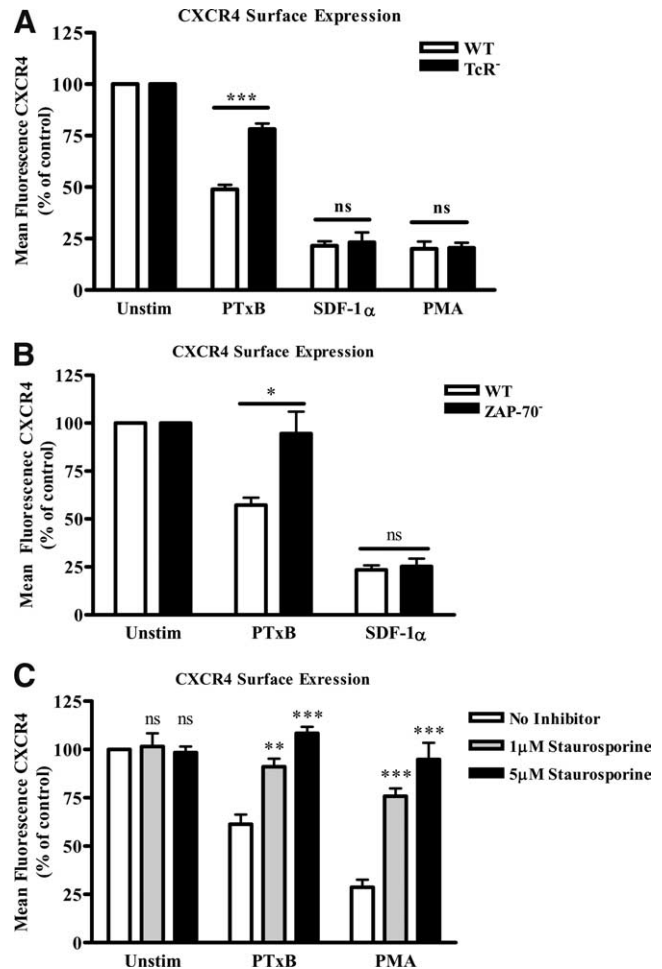 A
CXCR4 Surface Expression
Mean Fluorescence CXCR4
(% of control)
125
100
75
50
25
0
WT
TcR-
***
ns
ns
Unstim PTxB SDF-1α PMA
B
CXCR4 Surface Expression
Mean Fluorescenec CXCR4
(% of control)
125
100
75
50
25
0
WT
ZAP-70-
*
ns
Unstim PTxB SDF-1α
C
CXCR4 Surface Exression
Mean Fluorescence CXCR4
(% of control)
125
100
75
50
25
0
No Inhibitor
1μM Staurosporine
5μM Staurosporine
ns ns
** ***
*** ***
Unstim PTxB PMA